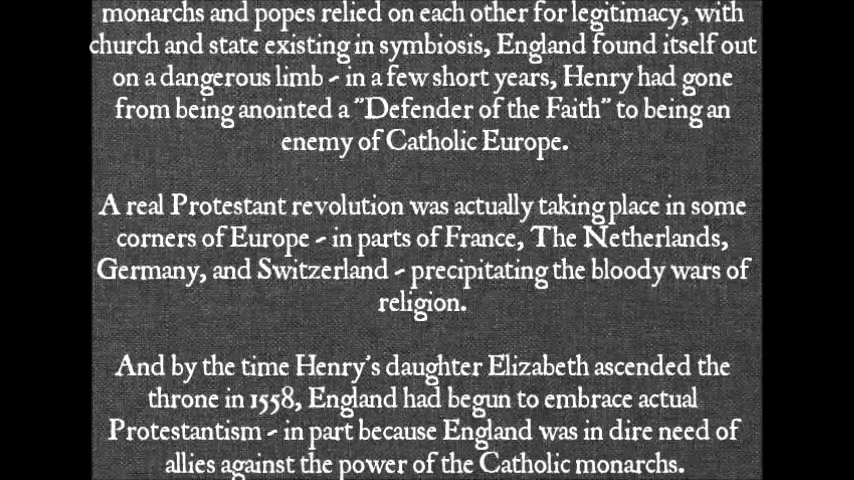 monarchs and popes relied on each other for legitimacy, with
church and state existing in symbiosis, England found itself out
on a dangerous limb - in a few short years, Henry had gone
from being anointed a "Defender of the Faith" to being an
enemy of Catholic Europe.
A real Protestant revolution was actually taking place in some
corners of Europe - in parts of France, The Netherlands,
Germany, and Switzerland - precipitating the bloody wars of
religion.
And by the time Henry's daughter Elizabeth ascended the
throne in 1558, England had begun to embrace actual
Protestantism - in part because England was in dire need of
allies against the power of the Catholic monarchs.